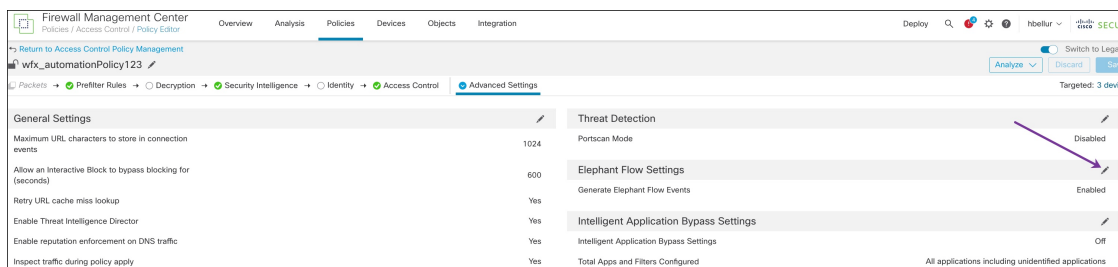 Firewall Management Center
Policies / Access Control / Policy Editor
Overview Analysis Policies Devices Objects Integration
Deploy 4 hbellur cisco SECU
Return to Access Control Policy Management
Switch to Lega
wfx_automationPolicy123
Analyze Discard Sa
Packets → Prefilter Rules → Decryption → Security Intelligence → Identity → Access Control Advanced Settings
Targeted: 3 devi
General Settings
Maximum URL characters to store in connection
events
1024
Allow an Interactive Block to bypass blocking for
(seconds)
600
Retry URL cache miss lookup Yes
Enable Threat Intelligence Director Yes
Enable reputation enforcement on DNS traffic Yes
Inspect traffic during policy apply Yes
Threat Detection
Portscan Mode Disabled
Elephant Flow Settings
Generate Elephant Flow Events Enabled
Intelligent Application Bypass Settings
Intelligent Application Bypass Settings Off
Total Apps and Filters Configured All applications including unidentified applications